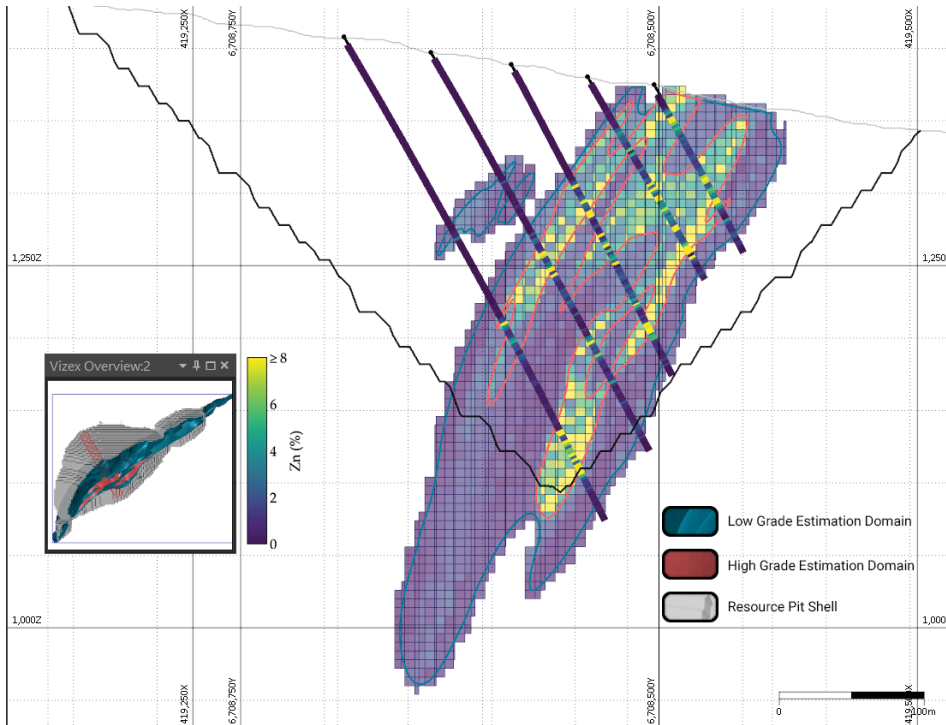 419,250X
6,708,750Y
6,708,500Y
419,500X
1,250Z
1,250
Vizex Overview:2
≥ 8
6
4
2
0
Zn (%)
Low Grade Estimation Domain
High Grade Estimation Domain
Resource Pit Shell
1,000Z
1,00
419,250X
6,708,750Y
6,708,500Y
419,500X
0
100m